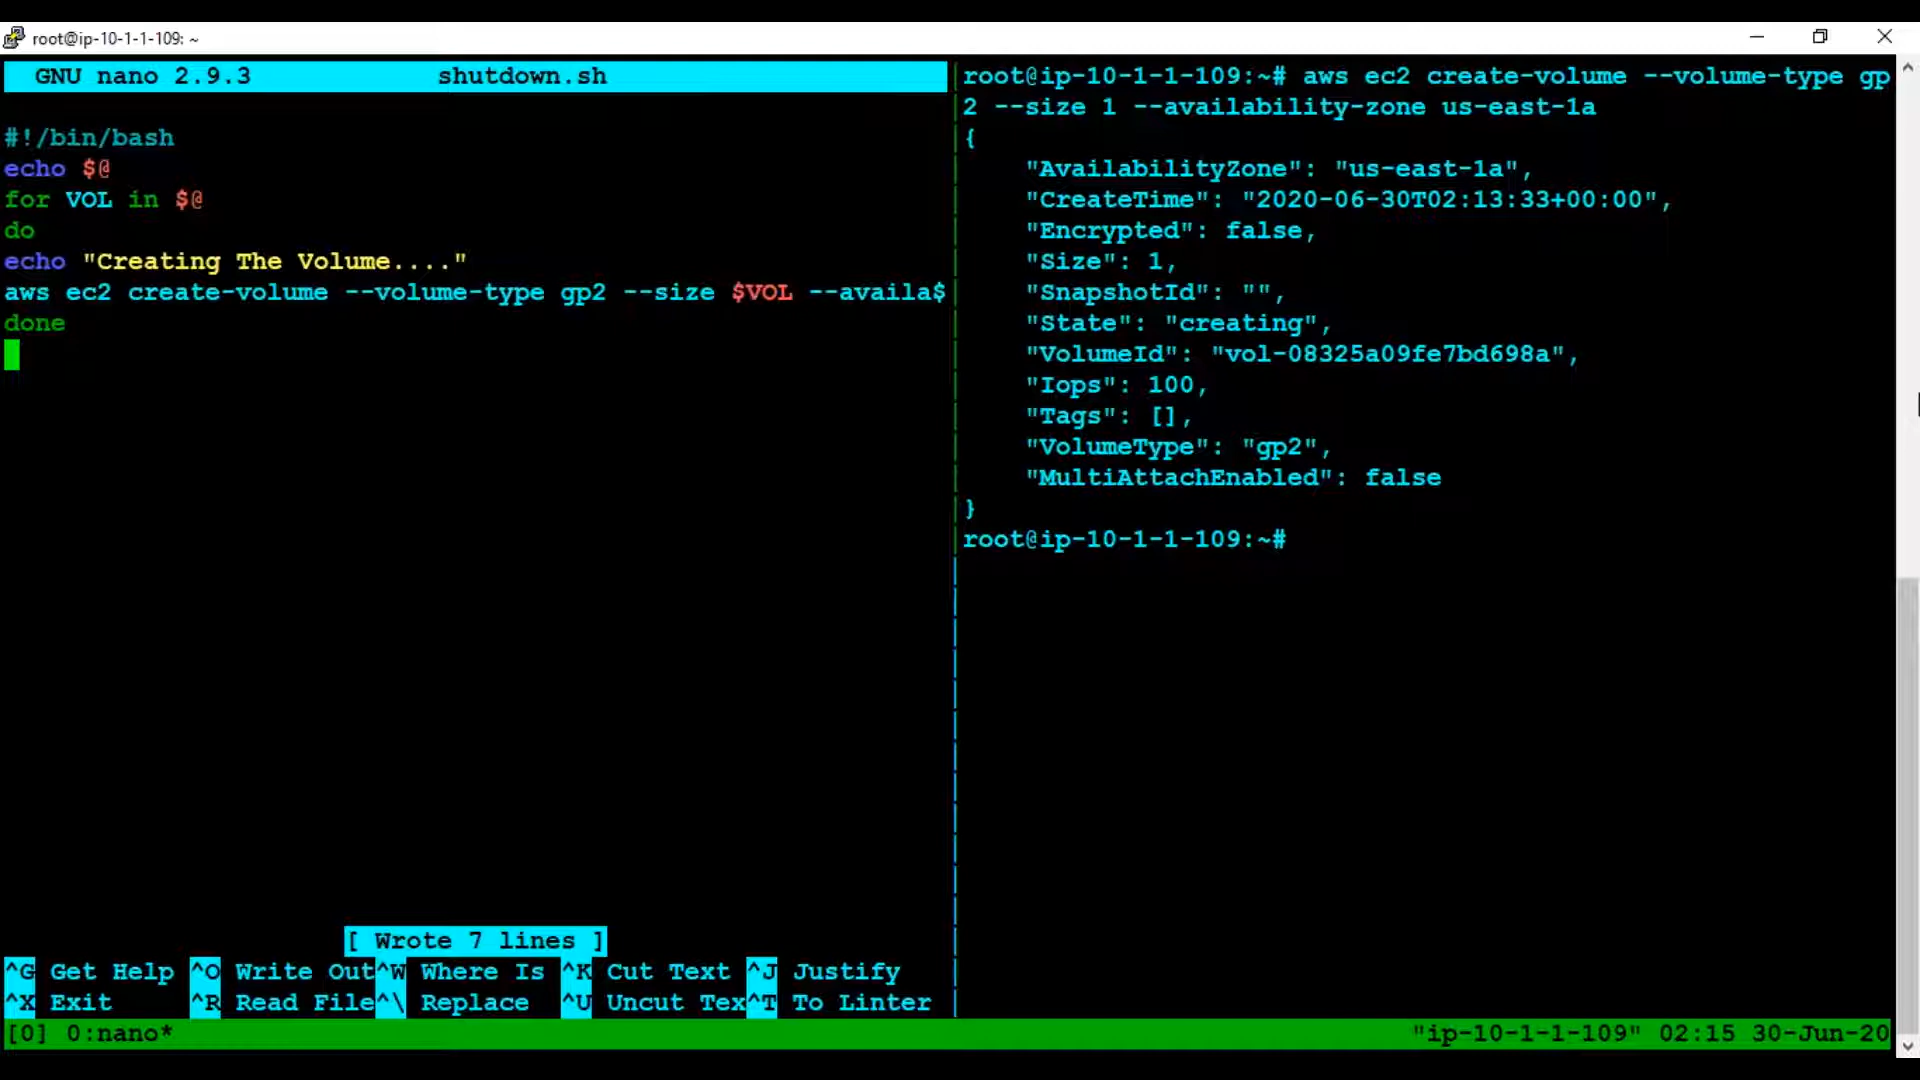 root@ip-10-1-1-109: ~
GNU nano 2.9.3 shutdown.sh
#!/bin/bash
echo $@
for VOL in $@
do
echo "Creating The Volume...."
aws ec2 create-volume --volume-type gp2 --size $VOL --availa$
done
[ Wrote 7 lines ]
^G Get Help ^O Write Out ^W Where Is ^K Cut Text ^J Justify
^X Exit ^R Read File ^\ Replace ^U Uncut Tex ^T To Linter
root@ip-10-1-1-109:~# aws ec2 create-volume --volume-type gp
2 --size 1 --availability-zone us-east-1a
{
"AvailabilityZone": "us-east-1a",
"CreateTime": "2020-06-30T02:13:33+00:00",
"Encrypted": false,
"Size": 1,
"SnapshotId": "",
"State": "creating",
"VolumeId": "vol-08325a09fe7bd698a",
"Iops": 100,
"Tags": [],
"VolumeType": "gp2",
"MultiAttachEnabled": false
}
root@ip-10-1-1-109:~#
[0] 0:nano* "ip-10-1-1-109" 02:15 30-Jun-20